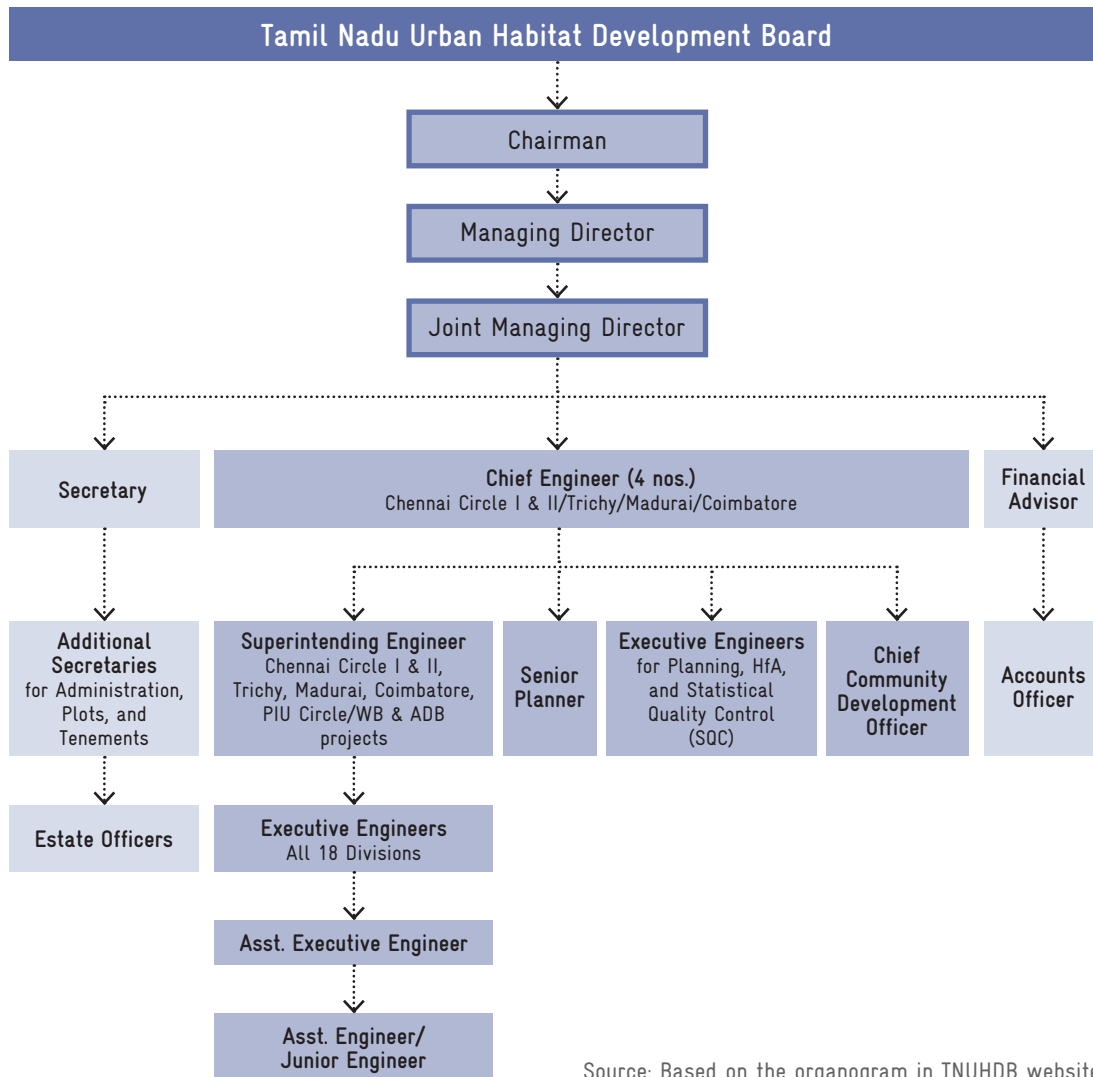 Tamil Nadu Urban Habitat Development Board
Chairman
Managing Director
Joint Managing Director
Secretary
Chief Engineer (4 nos.)
Chennai Circle I & II/Trichy/Madurai/Coimbatore
Financial
Advisor
Additional
Secretaries
for Administration,
Plots, and
Tenements
Superintending Engineer
Chennai Circle I & II,
Trichy, Madurai, Coimbatore,
PIU Circle/WB & ADB
projects
Senior
Planner
Executive Engineers
for Planning, HfA,
and Statistical
Quality Control
(SQC)
Chief
Community
Development
Officer
Accounts
Officer
Estate Officers
Executive Engineers
All 18 Divisions
Asst. Executive Engineer
Asst. Engineer/
Junior Engineer
Source: Based on the organogram in TNUHDB website